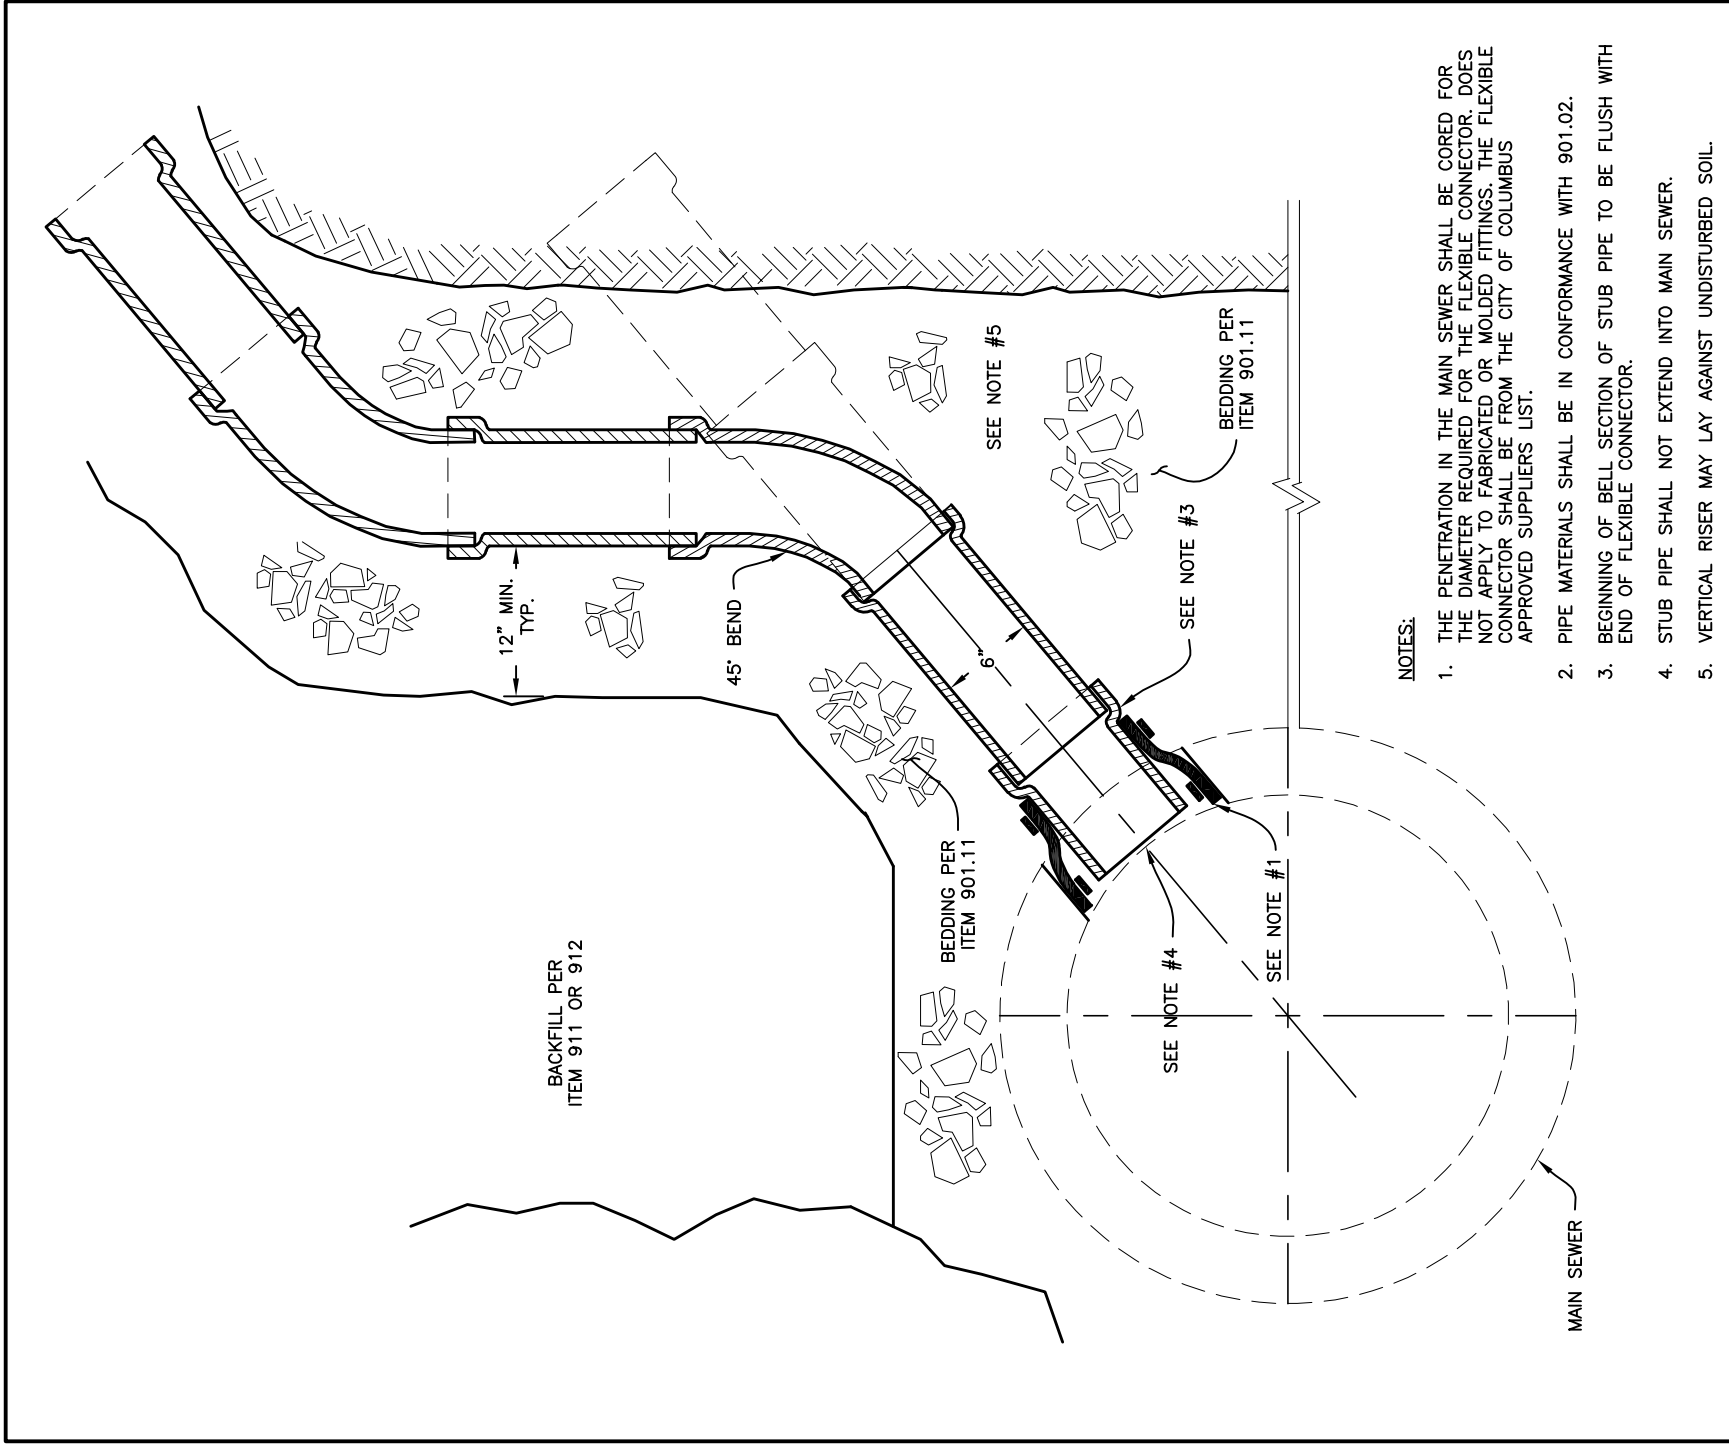 BACKFILL PER
ITEM 911 OR 912
12" MIN.
TYP.
45° BEND
BEDDING PER
ITEM 901.11
6"
SEE NOTE #5
BEDDING PER
ITEM 901.11
SEE NOTE #3
SEE NOTE #4
SEE NOTE #1
MAIN SEWER
NOTES:
1. THE PENETRATION IN THE MAIN SEWER SHALL BE CORED FOR
THE DIAMETER REQUIRED FOR THE FLEXIBLE CONNECTOR. DOES
NOT APPLY TO FABRICATED OR MOLDED FITTINGS. THE FLEXIBLE
CONNECTOR SHALL BE FROM THE CITY OF COLUMBUS
APPROVED SUPPLIERS LIST.
2. PIPE MATERIALS SHALL BE IN CONFORMANCE WITH 901.02.
3. BEGINNING OF BELL SECTION OF STUB PIPE TO BE FLUSH WITH
END OF FLEXIBLE CONNECTOR.
4. STUB PIPE SHALL NOT EXTEND INTO MAIN SEWER.
5. VERTICAL RISER MAY LAY AGAINST UNDISTURBED SOIL.